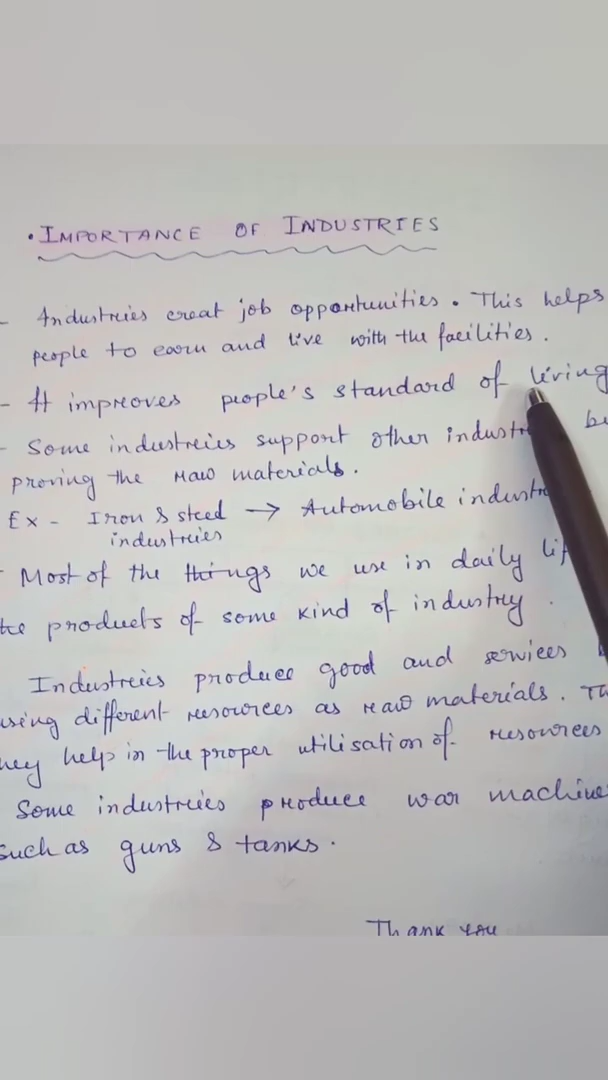 • IMPORTANCE OF INDUSTRIES
- Industries creat job opportunities. This helps
people to earn and live with the facilities.
- It improves people's standard of living
- Some industries support other industr
proving the raw materials.
Ex - Iron & steel → Automobile industr
industries
- Most of the things we use in daily lif
the products of some kind of industry.
Industries produce good and services
using different resources as raw materials. Th
hey help in the proper utilisation of resources
Some industries produce war machine
such as guns & tanks.
Thank you